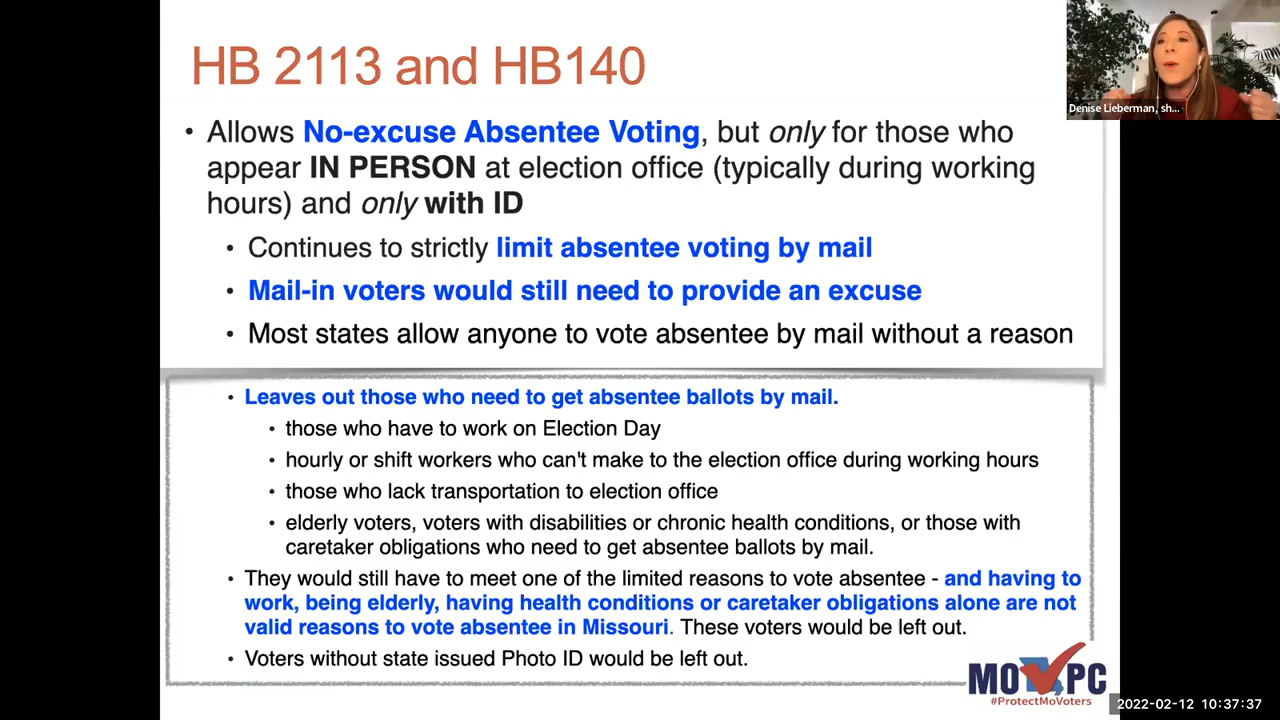 HB 2113 and HB140
Denise Lieberman, sh...
• Allows No-excuse Absentee Voting, but only for those who
appear IN PERSON at election office (typically during working
hours) and only with ID
• Continues to strictly limit absentee voting by mail
• Mail-in voters would still need to provide an excuse
• Most states allow anyone to vote absentee by mail without a reason
• Leaves out those who need to get absentee ballots by mail.
• those who have to work on Election Day
• hourly or shift workers who can't make to the election office during working hours
• those who lack transportation to election office
• elderly voters, voters with disabilities or chronic health conditions, or those with
caretaker obligations who need to get absentee ballots by mail.
• They would still have to meet one of the limited reasons to vote absentee - and having to
work, being elderly, having health conditions or caretaker obligations alone are not
valid reasons to vote absentee in Missouri. These voters would be left out.
• Voters without state issued Photo ID would be left out.
MOVPC
#ProtectMoVoters
2022-02-12 10:37:37